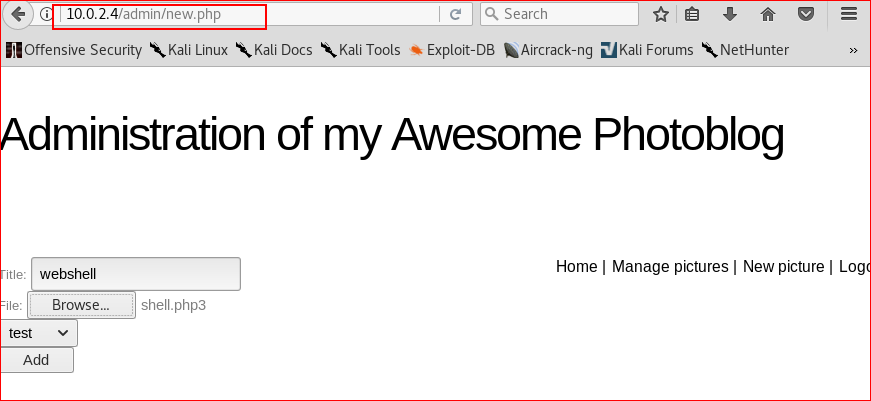 10.0.2.4/admin/new.php Search
Offensive Security Kali Linux Kali Docs Kali Tools Exploit-DB Aircrack-ng Kali Forums NetHunter »
Administration of my Awesome Photoblog
Home | Manage pictures | New picture | Logo
Title: webshell
File: Browse... shell.php3
test
Add